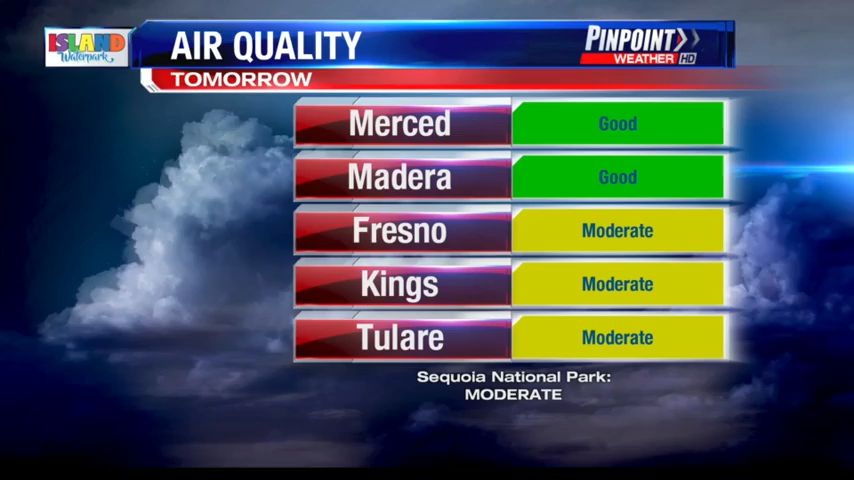 ISLAND
Waterpark
AIR QUALITY
PINPOINT
WEATHER HD
TOMORROW
Merced Good
Madera Good
Fresno Moderate
Kings Moderate
Tulare Moderate
Sequoia National Park:
MODERATE